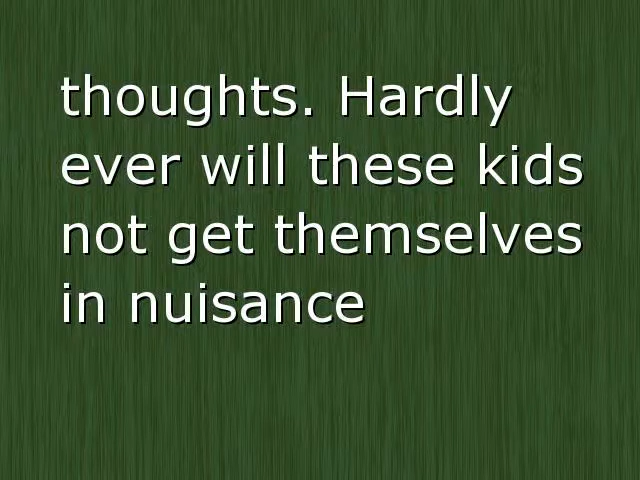 thoughts. Hardly
ever will these kids
not get themselves
in nuisance